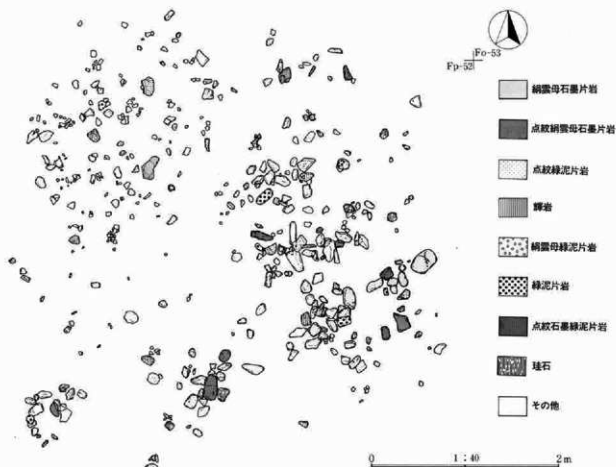 Fo-53
Fp-52
絹雲母石墨片岩
点紋絹雲母石墨片岩
点紋緑泥片岩
輝岩
絹雲母緑泥片岩
緑泥片岩
点紋石墨緑泥片岩
珪石
その他
0 1:40 2m